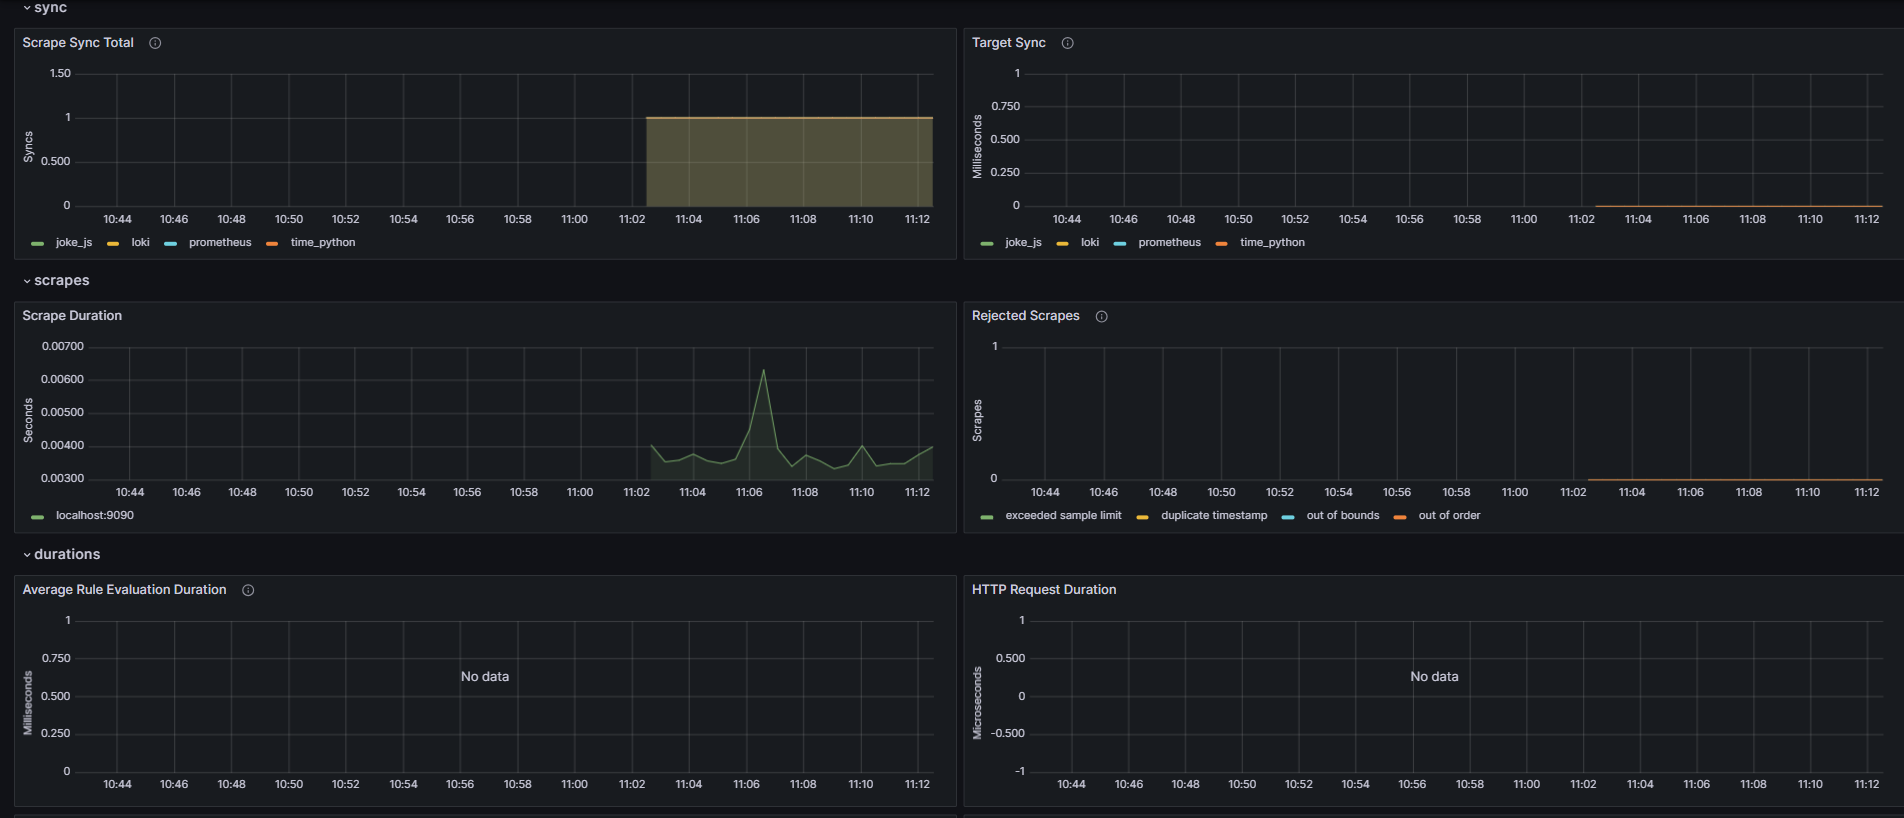 sync
Scrape Sync Total
1.50
1
0.500
0
Syncs
10:44 10:46 10:48 10:50 10:52 10:54 10:56 10:58 11:00 11:02 11:04 11:06 11:08 11:10 11:12
joke_js loki prometheus time_python
Target Sync
1
0.750
0.500
0.250
0
Milliseconds
10:44 10:46 10:48 10:50 10:52 10:54 10:56 10:58 11:00 11:02 11:04 11:06 11:08 11:10 11:12
joke_js loki prometheus time_python
scrapes
Scrape Duration
0.00700
0.00600
0.00500
0.00400
0.00300
Seconds
10:44 10:46 10:48 10:50 10:52 10:54 10:56 10:58 11:00 11:02 11:04 11:06 11:08 11:10 11:12
localhost:9090
Rejected Scrapes
1
0
Scrapes
10:44 10:46 10:48 10:50 10:52 10:54 10:56 10:58 11:00 11:02 11:04 11:06 11:08 11:10 11:12
exceeded sample limit duplicate timestamp out of bounds out of order
durations
Average Rule Evaluation Duration
1
0.750
0.500
0.250
0
Milliseconds
No data
10:44 10:46 10:48 10:50 10:52 10:54 10:56 10:58 11:00 11:02 11:04 11:06 11:08 11:10 11:12
HTTP Request Duration
1
0.500
0
-0.500
-1
Microseconds
No data
10:44 10:46 10:48 10:50 10:52 10:54 10:56 10:58 11:00 11:02 11:04 11:06 11:08 11:10 11:12